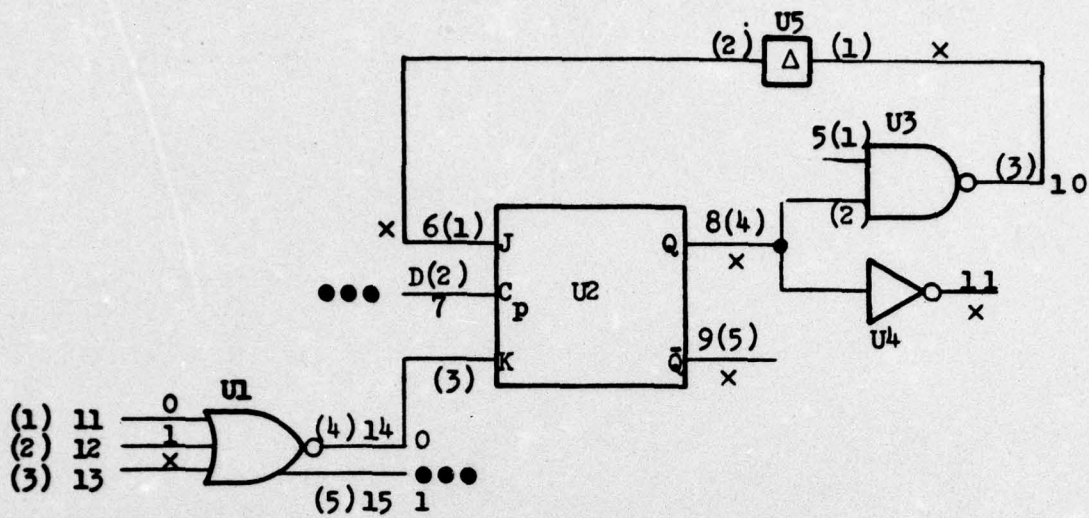 U5
(2) Δ (1) ×
U3
5(1)
(3) 10
(2)
× 6(1) J Q 8(4)
×
D(2)
7 Cp U2
11
×
U4
K Q̄ 9(5)
(3) ×
U1
(1) 11 0
(2) 12 1 (4) 14 0
(3) 13 ×
(5) 15 1